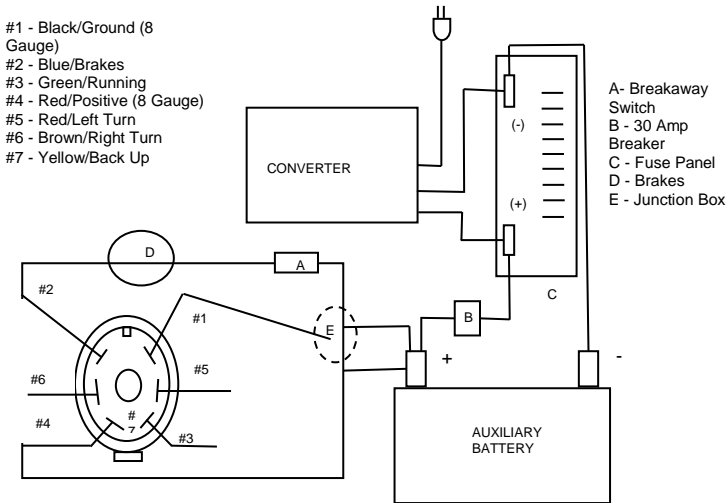 #1 - Black/Ground (8
Gauge)
#2 - Blue/Brakes
#3 - Green/Running
#4 - Red/Positive (8 Gauge)
#5 - Red/Left Turn
#6 - Brown/Right Turn
#7 - Yellow/Back Up
CONVERTER
(-)
(+)
C
A- Breakaway
Switch
B - 30 Amp
Breaker
C - Fuse Panel
D - Brakes
E - Junction Box
D
A
#2
#1
E
B
#6
#5
#4
#
7
#3
+
-
AUXILIARY
BATTERY